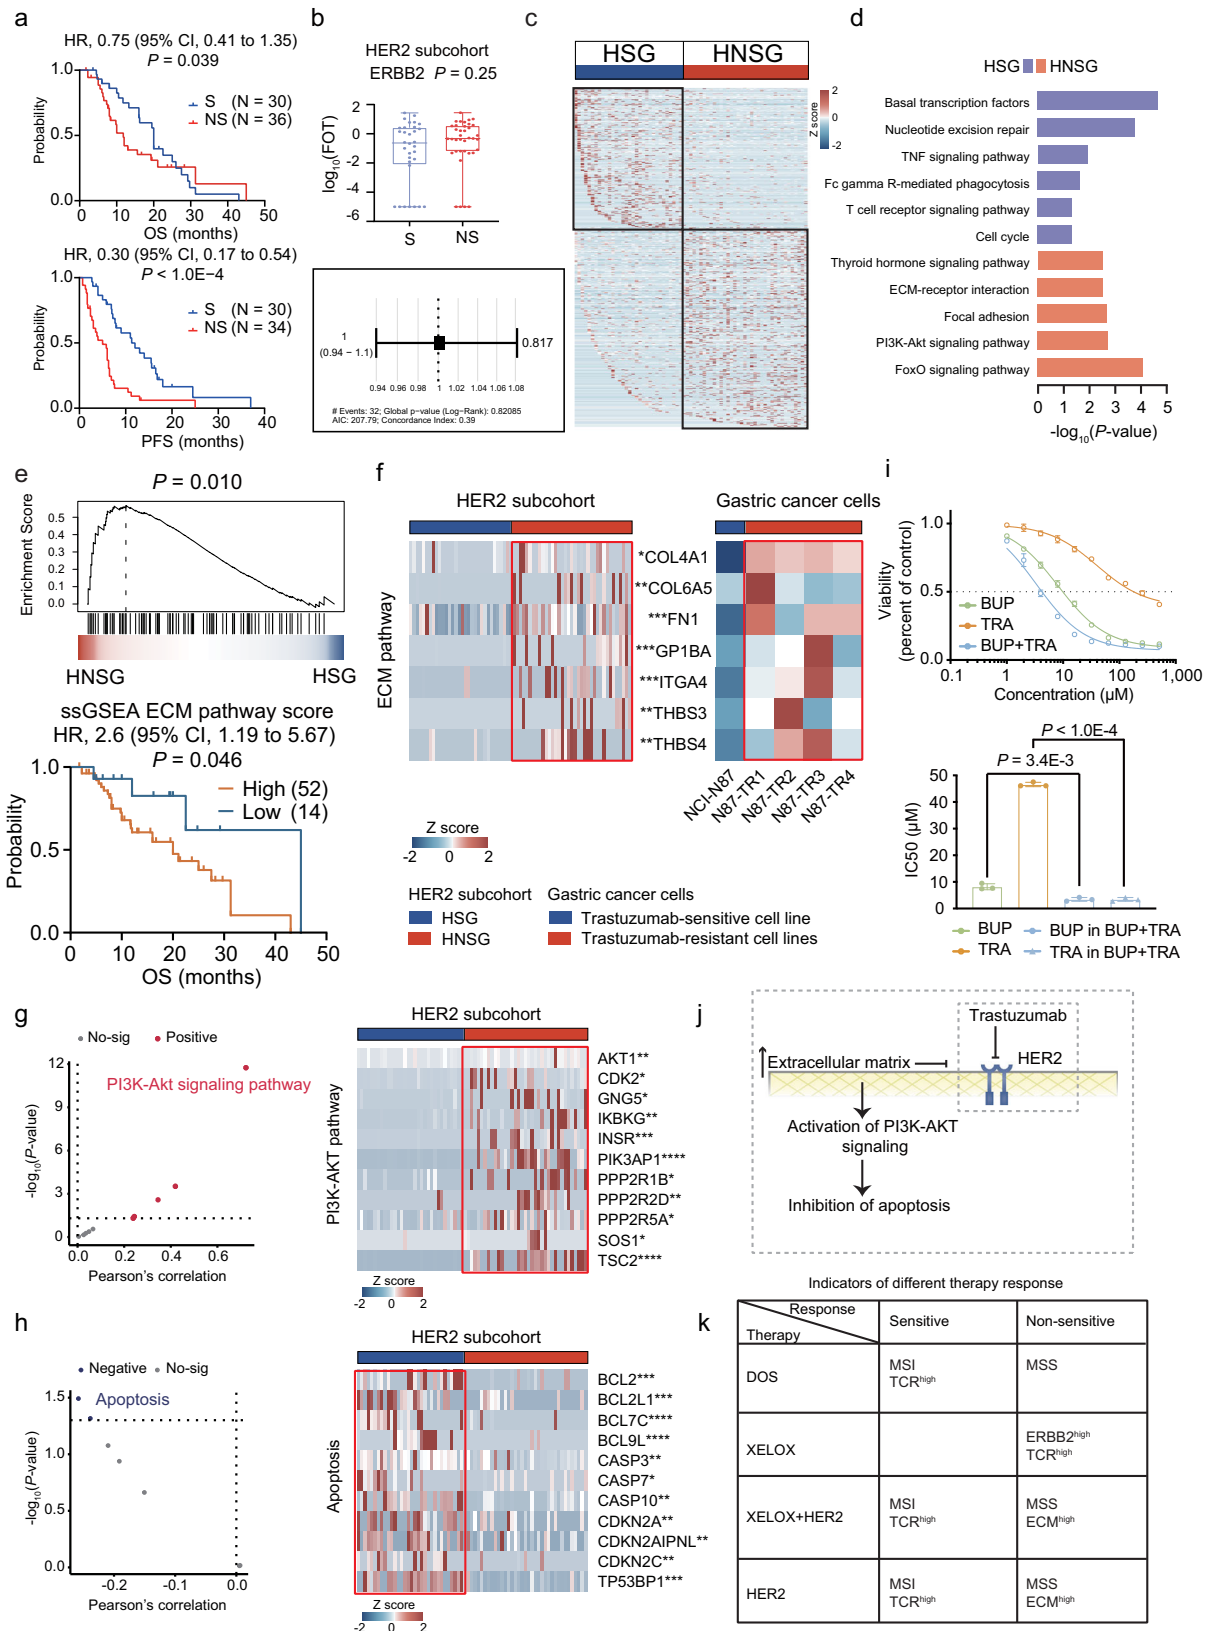 a
HR, 0.75 (95% CI, 0.41 to 1.35)
P = 0.039
Probability
1.0
0.5
0.0
S (N = 30)
NS (N = 36)
0 10 20 30 40 50
OS (months)
HR, 0.30 (95% CI, 0.17 to 0.54)
P < 1.0E−4
Probability
1.0
0.5
0.0
S (N = 30)
NS (N = 34)
0 10 20 30 40
PFS (months)
b
HER2 subcohort
ERBB2 P = 0.25
log10(FOT)
2
0
-2
-4
-6
S NS
1
(0.94 − 1.1)
0.817
0.94 0.96 0.98 1 1.02 1.04 1.06 1.08
# Events: 32; Global p−value (Log−Rank): 0.82085
AIC: 207.79; Concordance Index: 0.39
c
HSG HNSG
Z score
2
0
-2
d
HSG HNSG
Basal transcription factors
Nucleotide excision repair
TNF signaling pathway
Fc gamma R-mediated phagocytosis
T cell receptor signaling pathway
Cell cycle
Thyroid hormone signaling pathway
ECM-receptor interaction
Focal adhesion
PI3K-Akt signaling pathway
FoxO signaling pathway
0 1 2 3 4 5
-log10(P-value)
e
P = 0.010
Enrichment Score
0.5
0.4
0.3
0.2
0.1
0.0
HNSG HSG
ssGSEA ECM pathway score
HR, 2.6 (95% CI, 1.19 to 5.67)
P = 0.046
Probability
1.0
0.5
0.0
High (52)
Low (14)
0 10 20 30 40 50
OS (months)
f
HER2 subcohort
Gastric cancer cells
ECM pathway
*COL4A1
**COL6A5
***FN1
***GP1BA
***ITGA4
**THBS3
**THBS4
NCI-N87
N87-TR1
N87-TR2
N87-TR3
N87-TR4
Z score
-2 0 2
HER2 subcohort
HSG
HNSG
Gastric cancer cells
Trastuzumab-sensitive cell line
Trastuzumab-resistant cell lines
i
Viability
(percent of control)
1.0
0.5
0.0
BUP
TRA
BUP+TRA
0.1 1 10 100 1,000
Concentration (μM)
P < 1.0E-4
P = 3.4E-3
IC50 (μM)
50
40
30
20
10
0
BUP
TRA
BUP in BUP+TRA
TRA in BUP+TRA
g
No-sig Positive
PI3K-Akt signaling pathway
-log10(P-value)
12
9
6
3
0
0.0 0.2 0.4 0.6
Pearson's correlation
HER2 subcohort
PI3K-AKT pathway
AKT1**
CDK2*
GNG5*
IKBKG**
INSR***
PIK3AP1****
PPP2R1B*
PPP2R2D**
PPP2R5A*
SOS1*
TSC2****
Z score
-2 0 2
h
Negative No-sig
Apoptosis
-log10(P-value)
1.5
1.0
0.5
0.0
-0.2 -0.1 0.0
Pearson's correlation
HER2 subcohort
Apoptosis
BCL2***
BCL2L1***
BCL7C****
BCL9L****
CASP3**
CASP7*
CASP10**
CDKN2A**
CDKN2AIPNL**
CDKN2C**
TP53BP1***
Z score
-2 0 2
j
Trastuzumab
HER2
Extracellular matrix
Activation of PI3K-AKT
signaling
Inhibition of apoptosis
k
Indicators of different therapy response
Response
Therapy
Sensitive
Non-sensitive
DOS
MSI
TCRhigh
MSS
XELOX
ERBB2high
TCRhigh
XELOX+HER2
MSI
TCRhigh
MSS
ECMhigh
HER2
MSI
TCRhigh
MSS
ECMhigh